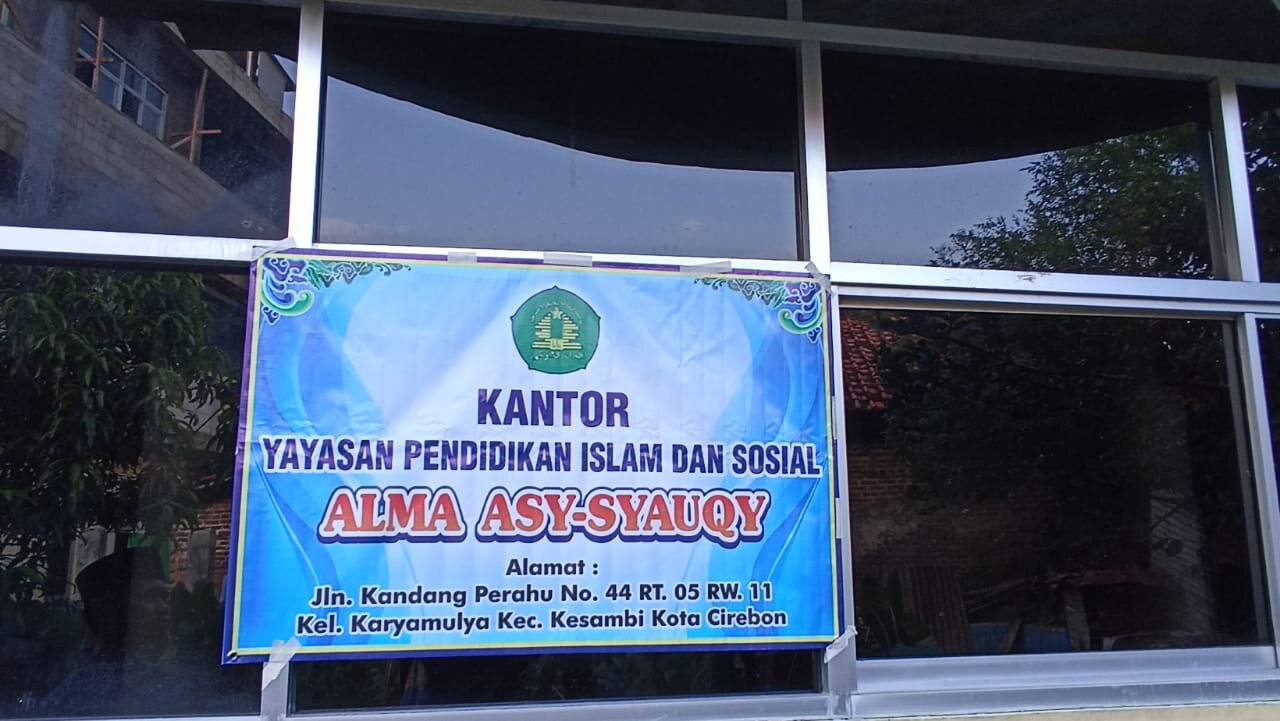 KANTOR
YAYASAN PENDIDIKAN ISLAM DAN SOSIAL
ALMA ASY-SYAUQY
Alamat :
Jln. Kandang Perahu No. 44 RT. 05 RW. 11
Kel. Karyamulya Kec. Kesambi Kota Cirebon